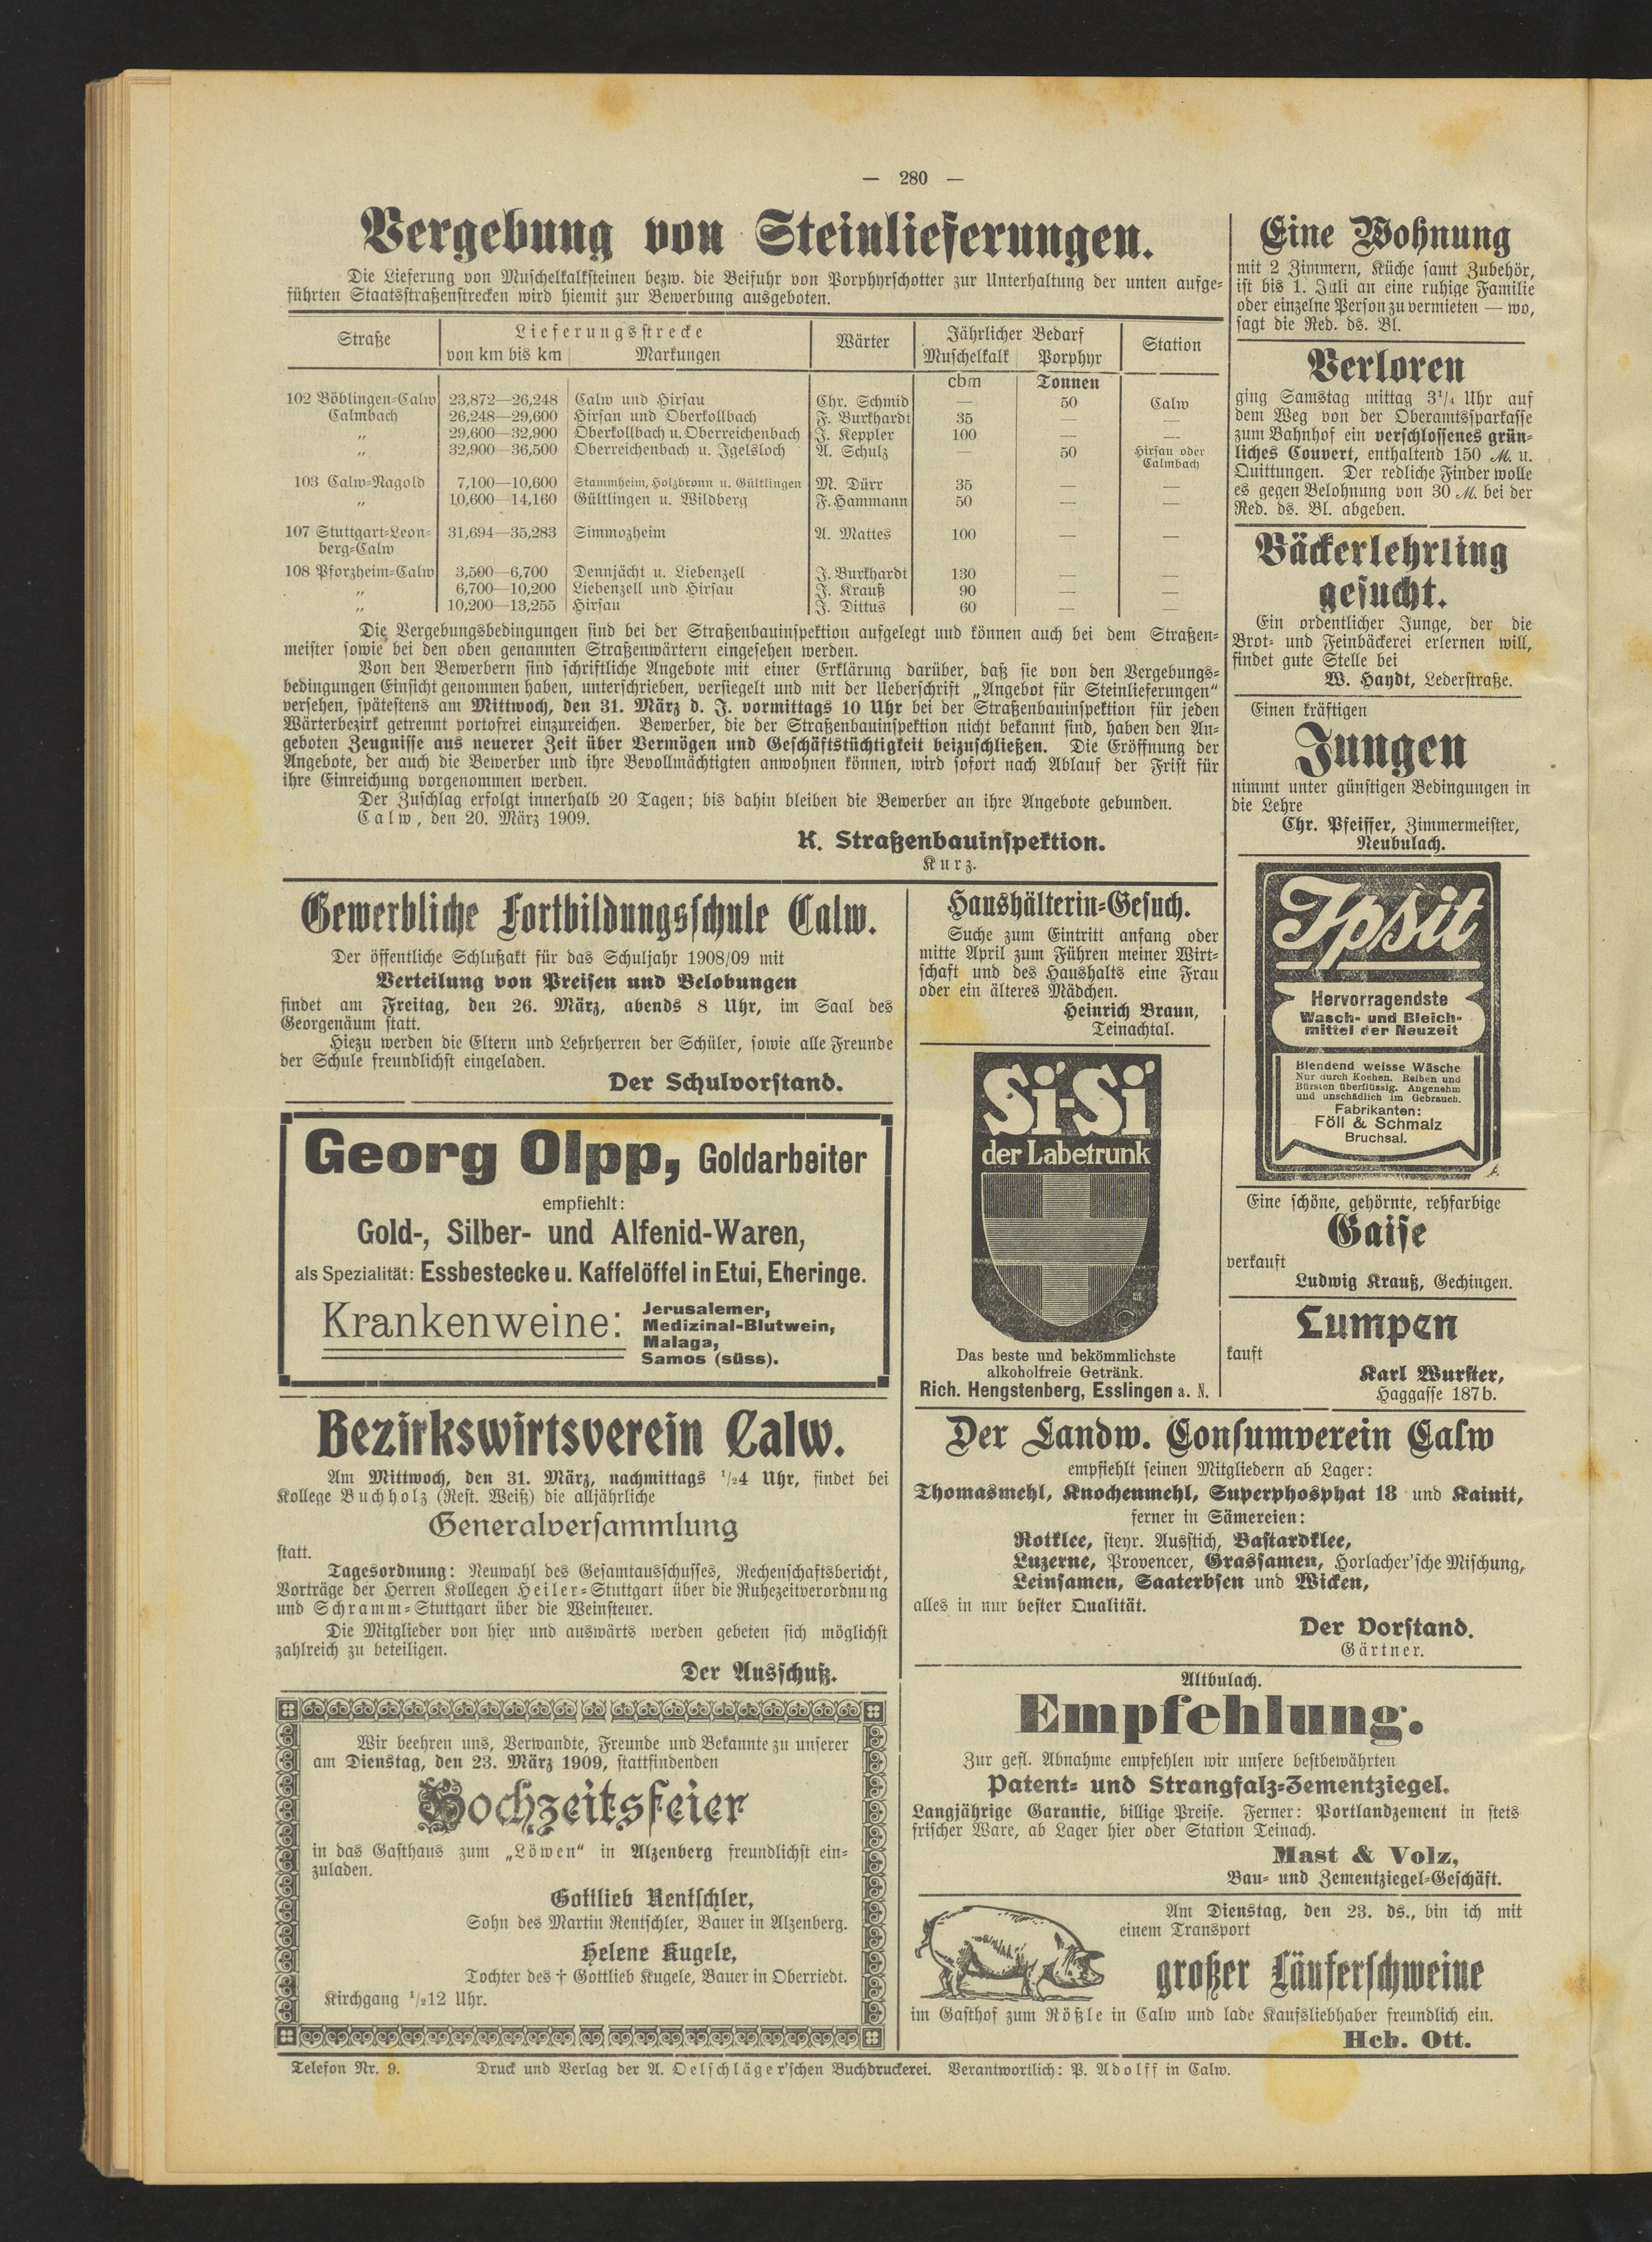 — 280 —
Vergebung von Steinlieferungen.
Die Lieferung von Muschelkalksteinen bezw. die Beifuhr von Porphyrschotter zur Unterhaltung der unten aufge-
führten Staatsstraßenstrecken wird hiemit zur Bewerbung ausgeboten.
Straße | Lieferungsstrecke | Wärter | Jährlicher Bedarf | Station
von km bis km | Markungen | Muschelkalk | Porphyr
cbm | Tonnen
102 Böblingen-Calw | 23,872—26,248 | Calw und Hirsau | Chr. Schmid | — | 50 | Calw
Calmbach | 26,248—29,600 | Hirsau und Oberkollbach | F. Burkhardt | 35 | — | —
„ | 29,600—32,900 | Oberkollbach u. Oberreichenbach | J. Keppler | 100 | — | —
„ | 32,900—36,500 | Oberreichenbach u. Igelsloch | A. Schulz | — | 50 | Hirsau oder
Calmbach
103 Calw-Nagold | 7,100—10,600 | Stammheim, Holzbronn u. Gültlingen | M. Dürr | 35 | — | —
„ | 10,600—14,160 | Gültlingen u. Wildberg | F. Hammann | 50 | — | —
107 Stuttgart-Leon- | 31,694—35,283 | Simmozheim | A. Mattes | 100 | — | —
berg-Calw
108 Pforzheim-Calw | 3,500—6,700 | Dennjächt u. Liebenzell | J. Burkhardt | 130 | — | —
„ | 6,700—10,200 | Liebenzell und Hirsau | J. Krauß | 90 | — | —
„ | 10,200—13,255 | Hirsau | J. Dittus | 60 | — | —
Die Vergebungsbedingungen sind bei der Straßenbauinspektion aufgelegt und können auch bei dem Straßen-
meister sowie bei den oben genannten Straßenwärtern eingesehen werden.
Von den Bewerbern sind schriftliche Angebote mit einer Erklärung darüber, daß sie von den Vergebungs-
bedingungen Einsicht genommen haben, unterschrieben, versiegelt und mit der Ueberschrift „Angebot für Steinlieferungen“
versehen, spätestens am Mittwoch, den 31. März d. J. vormittags 10 Uhr bei der Straßenbauinspektion für jeden
Wärterbezirk getrennt portofrei einzureichen. Bewerber, die der Straßenbauinspektion nicht bekannt sind, haben den An-
geboten Zeugnisse aus neuerer Zeit über Vermögen und Geschäftstüchtigkeit beizuschließen. Die Eröffnung der
Angebote, der auch die Bewerber und ihre Bevollmächtigten anwohnen können, wird sofort nach Ablauf der Frist für
ihre Einreichung vorgenommen werden.
Der Zuschlag erfolgt innerhalb 20 Tagen; bis dahin bleiben die Bewerber an ihre Angebote gebunden.
Calw, den 20. März 1909.
K. Straßenbauinspektion.
Kurz.
Gewerbliche Fortbildungsschule Calw.
Der öffentliche Schlußakt für das Schuljahr 1908/09 mit
Verteilung von Preisen und Belobungen
findet am Freitag, den 26. März, abends 8 Uhr, im Saal des
Georgenäum statt.
Hiezu werden die Eltern und Lehrherren der Schüler, sowie alle Freunde
der Schule freundlichst eingeladen.
Der Schulvorstand.
Georg Olpp, Goldarbeiter
empfiehlt:
Gold-, Silber- und Alfenid-Waren,
als Spezialität: Essbestecke u. Kaffelöffel in Etui, Eheringe.
Krankenweine:
Jerusalemer,
Medizinal-Blutwein,
Malaga,
Samos (süss).
Bezirkswirtsverein Calw.
Am Mittwoch, den 31. März, nachmittags 1/24 Uhr, findet bei
Kollege Buchholz (Rest. Weiß) die alljährliche
Generalversammlung
statt.
Tagesordnung: Neuwahl des Gesamtausschusses, Rechenschaftsbericht,
Vorträge der Herren Kollegen Heiler-Stuttgart über die Ruhezeitverordnung
und Schramm-Stuttgart über die Weinsteuer.
Die Mitglieder von hier und auswärts werden gebeten sich möglichst
zahlreich zu beteiligen.
Der Ausschuß.
Wir beehren uns, Verwandte, Freunde und Bekannte zu unserer
am Dienstag, den 23. März 1909, stattfindenden
Hochzeitsfeier
in das Gasthaus zum „Löwen“ in Alzenberg freundlichst ein-
zuladen.
Gottlieb Rentschler,
Sohn des Martin Rentschler, Bauer in Alzenberg.
Helene Kugele,
Tochter des † Gottlieb Kugele, Bauer in Oberriedt.
Kirchgang 1/212 Uhr.
Haushälterin-Gesuch.
Suche zum Eintritt anfang oder
mitte April zum Führen meiner Wirt-
schaft und des Haushalts eine Frau
oder ein älteres Mädchen.
Heinrich Braun,
Teinachtal.
Si-Si
der Labetrunk
Das beste und bekömmlichste
alkoholfreie Getränk.
Rich. Hengstenberg, Esslingen a. N.
Eine Wohnung
mit 2 Zimmern, Küche samt Zubehör,
ist bis 1. Juli an eine ruhige Familie
oder einzelne Person zu vermieten — wo,
sagt die Red. ds. Bl.
Verloren
ging Samstag mittag 3 1/4 Uhr auf
dem Weg von der Oberamtssparkasse
zum Bahnhof ein verschlossenes grün-
liches Couvert, enthaltend 150 M. u.
Quittungen. Der redliche Finder wolle
es gegen Belohnung von 30 M. bei der
Red. ds. Bl. abgeben.
Bäckerlehrling
gesucht.
Ein ordentlicher Junge, der die
Brot- und Feinbäckerei erlernen will,
findet gute Stelle bei
W. Haydt, Lederstraße.
Einen kräftigen
Jungen
nimmt unter günstigen Bedingungen in
die Lehre
Chr. Pfeiffer, Zimmermeister,
Neubulach.
Ipsit
Hervorragendste
Wasch- und Bleich-
mittel der Neuzeit
Blendend weisse Wäsche
Nur durch Kochen. Reiben und
Bürsten überflüssig. Angenehm
und unschädlich im Gebrauch.
Fabrikanten:
Föll & Schmalz
Bruchsal.
Eine schöne, gehörnte, rehfarbige
Gaise
verkauft
Ludwig Krauß, Gechingen.
Lumpen
kauft
Karl Wurster,
Haggasse 187b.
Der Landw. Consumverein Calw
empfiehlt seinen Mitgliedern ab Lager:
Thomasmehl, Knochenmehl, Superphosphat 18 und Kainit,
ferner in Sämereien:
Rotklee, steyr. Ausstich, Bastardklee,
Luzerne, Provencer, Grassamen, Horlacher'sche Mischung,
Leinsamen, Saaterbsen und Wicken,
alles in nur bester Qualität.
Der Vorstand.
Gärtner.
Altbulach.
Empfehlung.
Zur gefl. Abnahme empfehlen wir unsere bestbewährten
Patent- und Strangfalz-Zementziegel.
Langjährige Garantie, billige Preise. Ferner: Portlandzement in stets
frischer Ware, ab Lager hier oder Station Teinach.
Mast & Volz,
Bau- und Zementziegel-Geschäft.
Am Dienstag, den 23. ds., bin ich mit
einem Transport
großer Läuferschweine
im Gasthof zum Rößle in Calw und lade Kaufsliebhaber freundlich ein.
Hch. Ott.
Telefon Nr. 9. Druck und Verlag der A. Oelschläger'schen Buchdruckerei. Verantwortlich: P. Adolff in Calw.